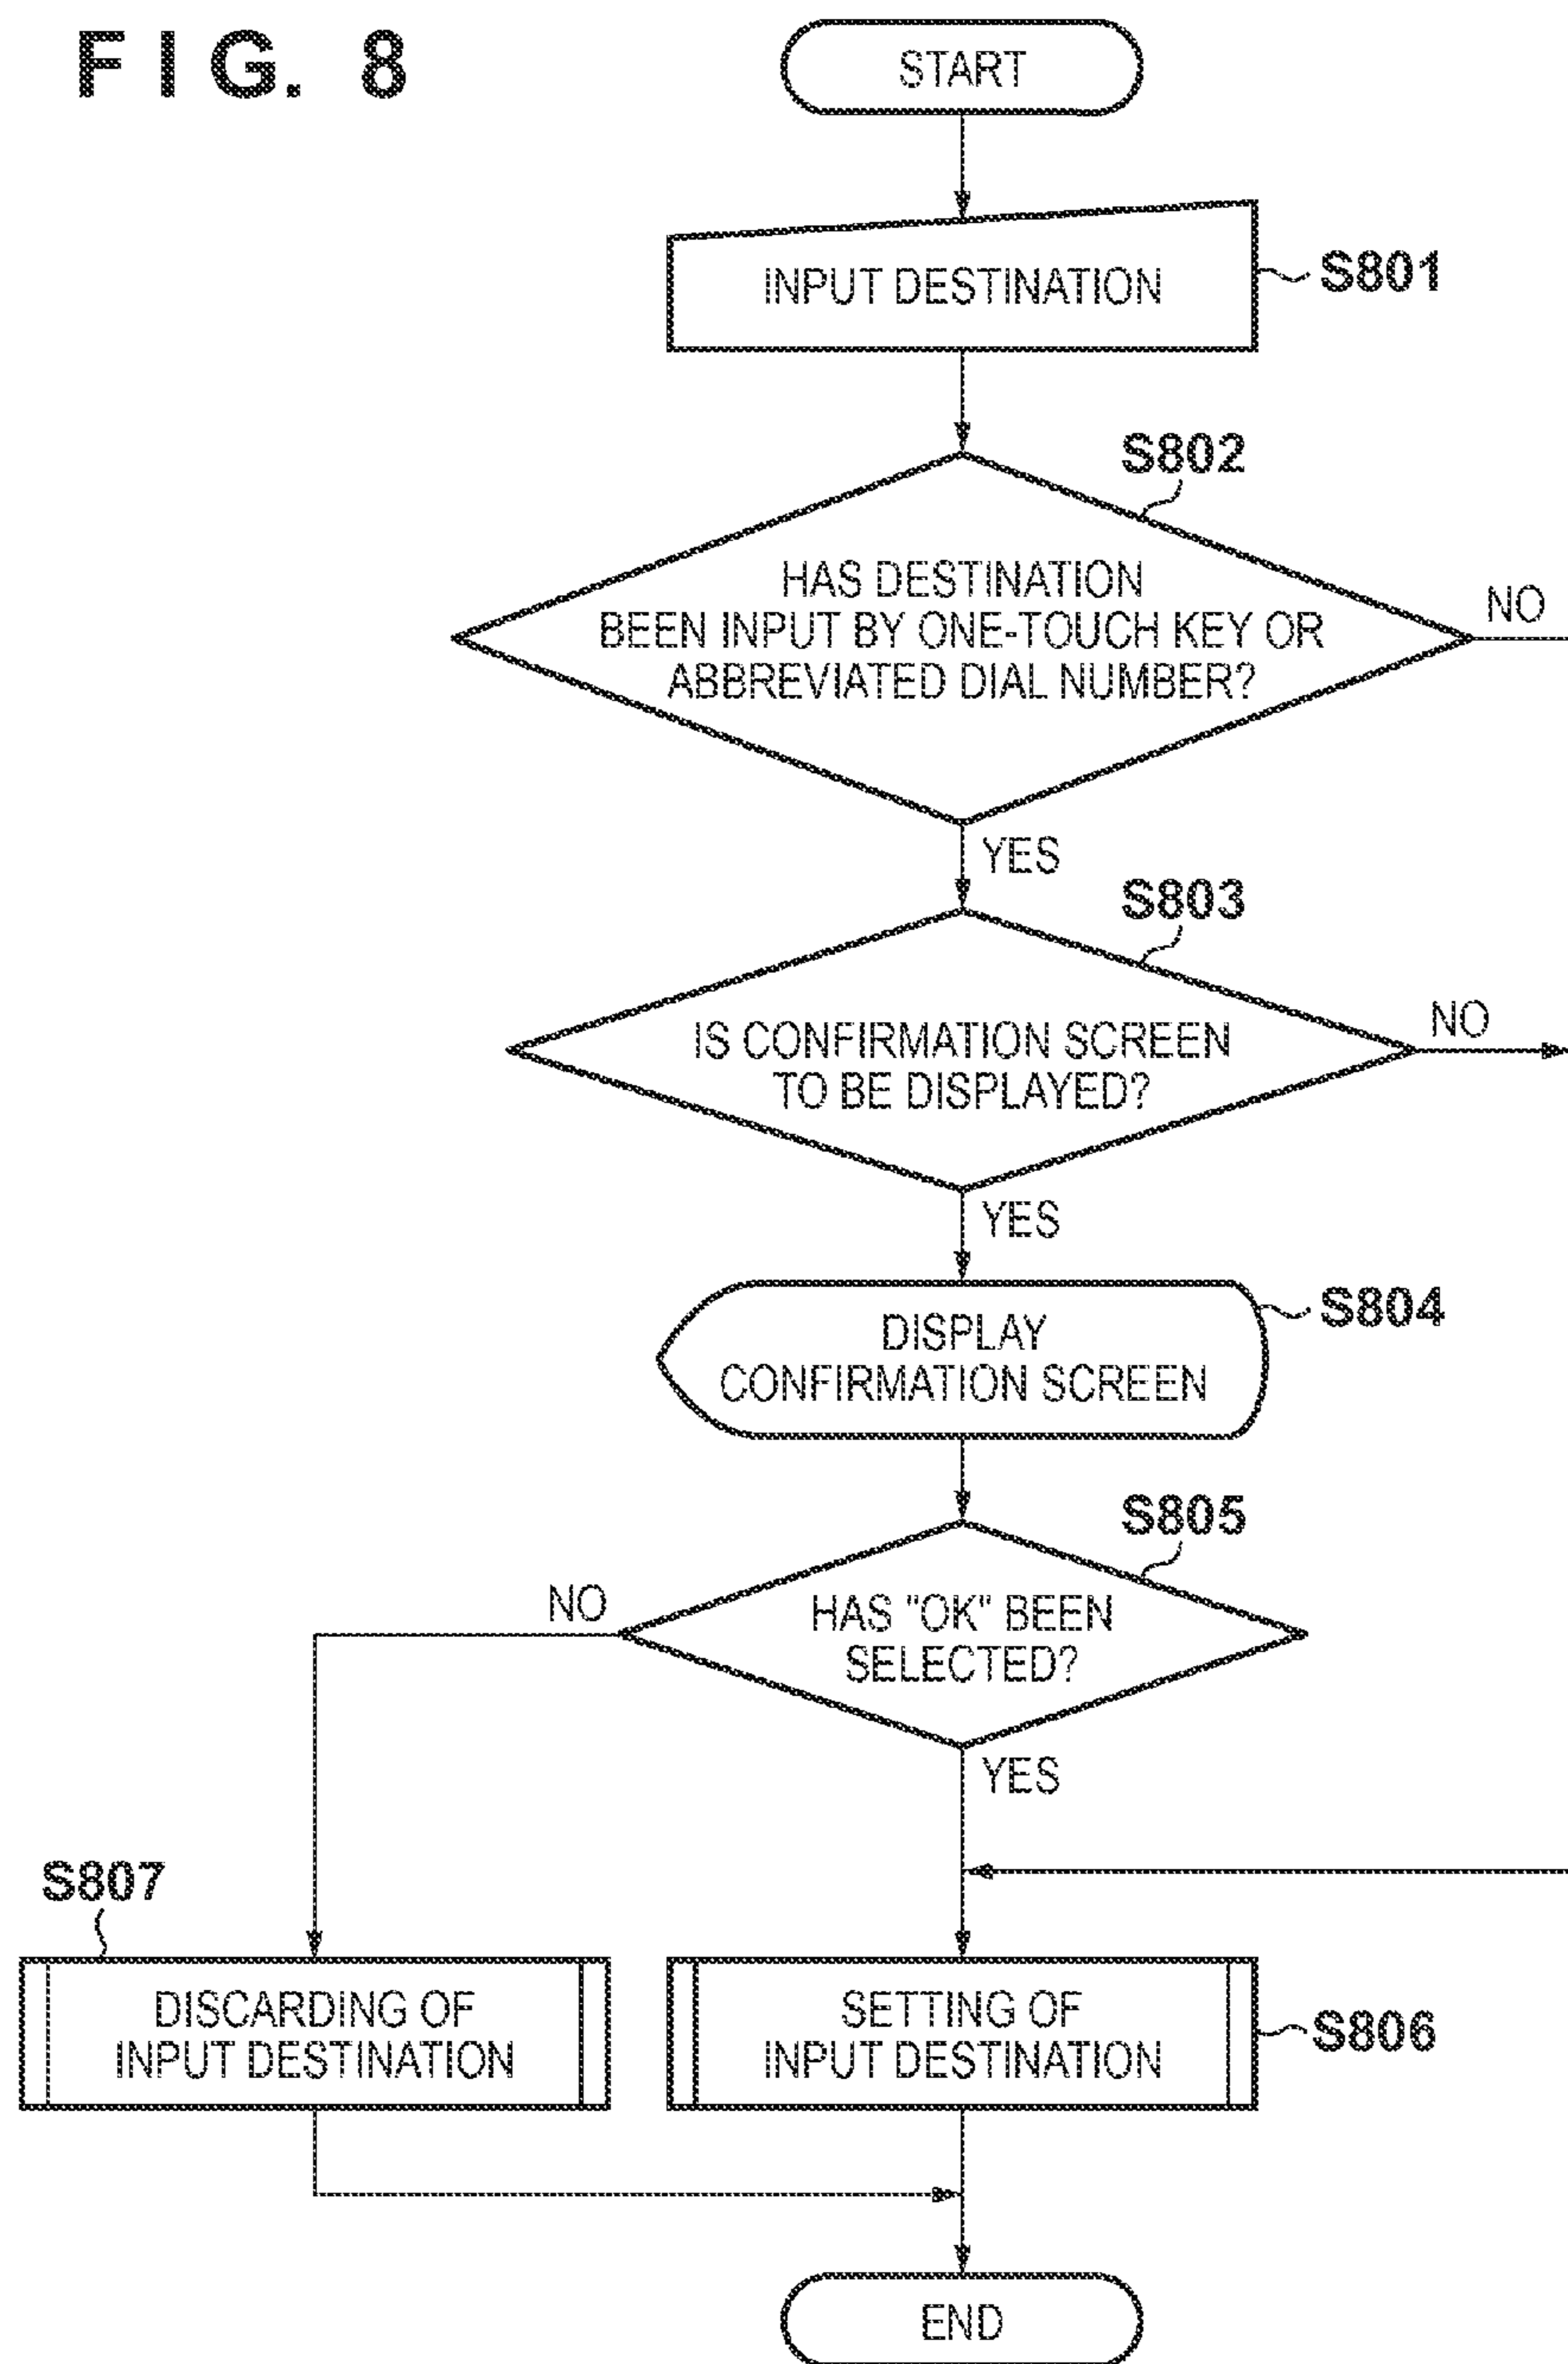 FIG. 8
START
INPUT DESTINATION
S801
S802
HAS DESTINATION
BEEN INPUT BY ONE-TOUCH KEY OR
ABBREVIATED DIAL NUMBER?
NO
YES
S803
IS CONFIRMATION SCREEN
TO BE DISPLAYED?
NO
YES
S804
DISPLAY
CONFIRMATION SCREEN
S805
HAS "OK" BEEN
SELECTED?
NO
YES
S807
DISCARDING OF
INPUT DESTINATION
SETTING OF
INPUT DESTINATION
S806
END